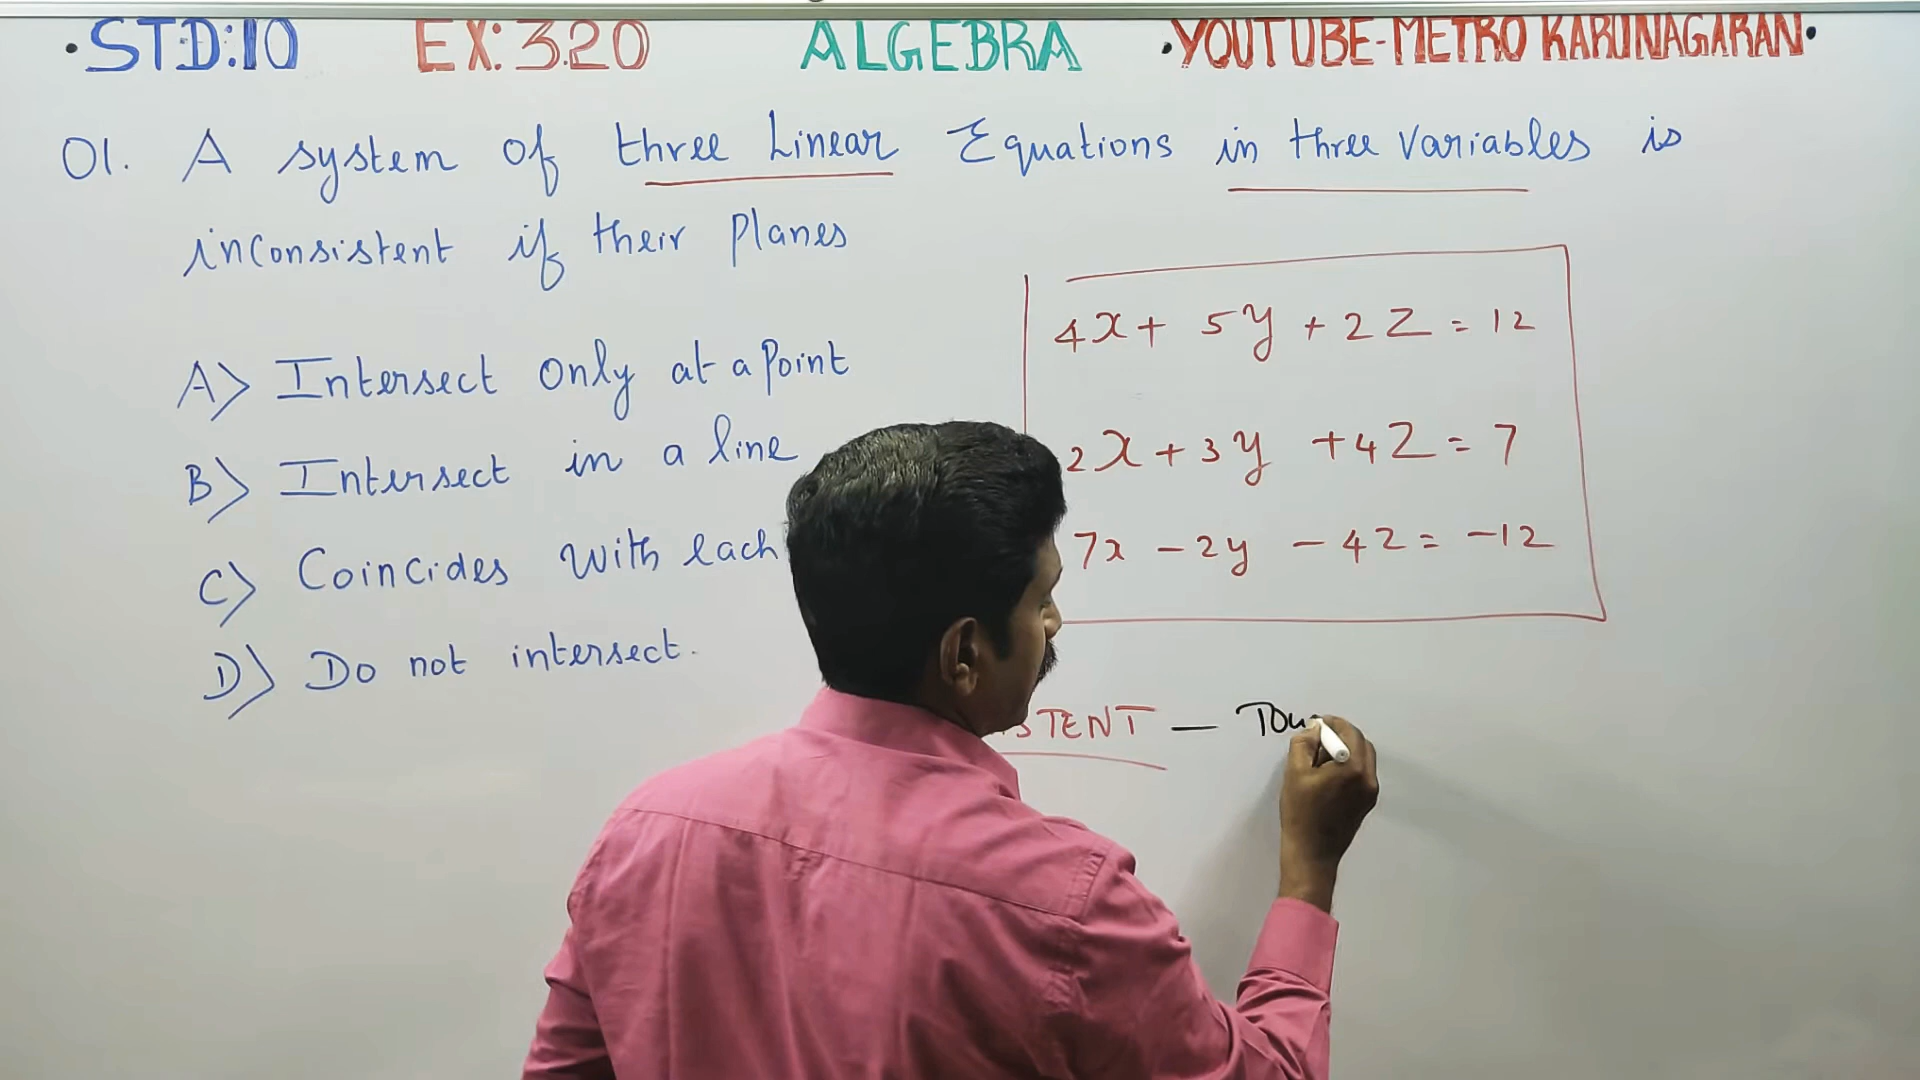 •STD:10 EX:3.20 ALGEBRA •YOUTUBE-METRO KARUNAGARAN•
01. A system of three Linear Equations in three variables is
inconsistent if their Planes
A) Intersect Only at a Point
B) Intersect in a line
C) Coincides with each
D) Do not intersect.
4x + 5y + 2z = 12
2x + 3y + 4z = 7
7x - 2y - 4z = -12
STENT — Tou